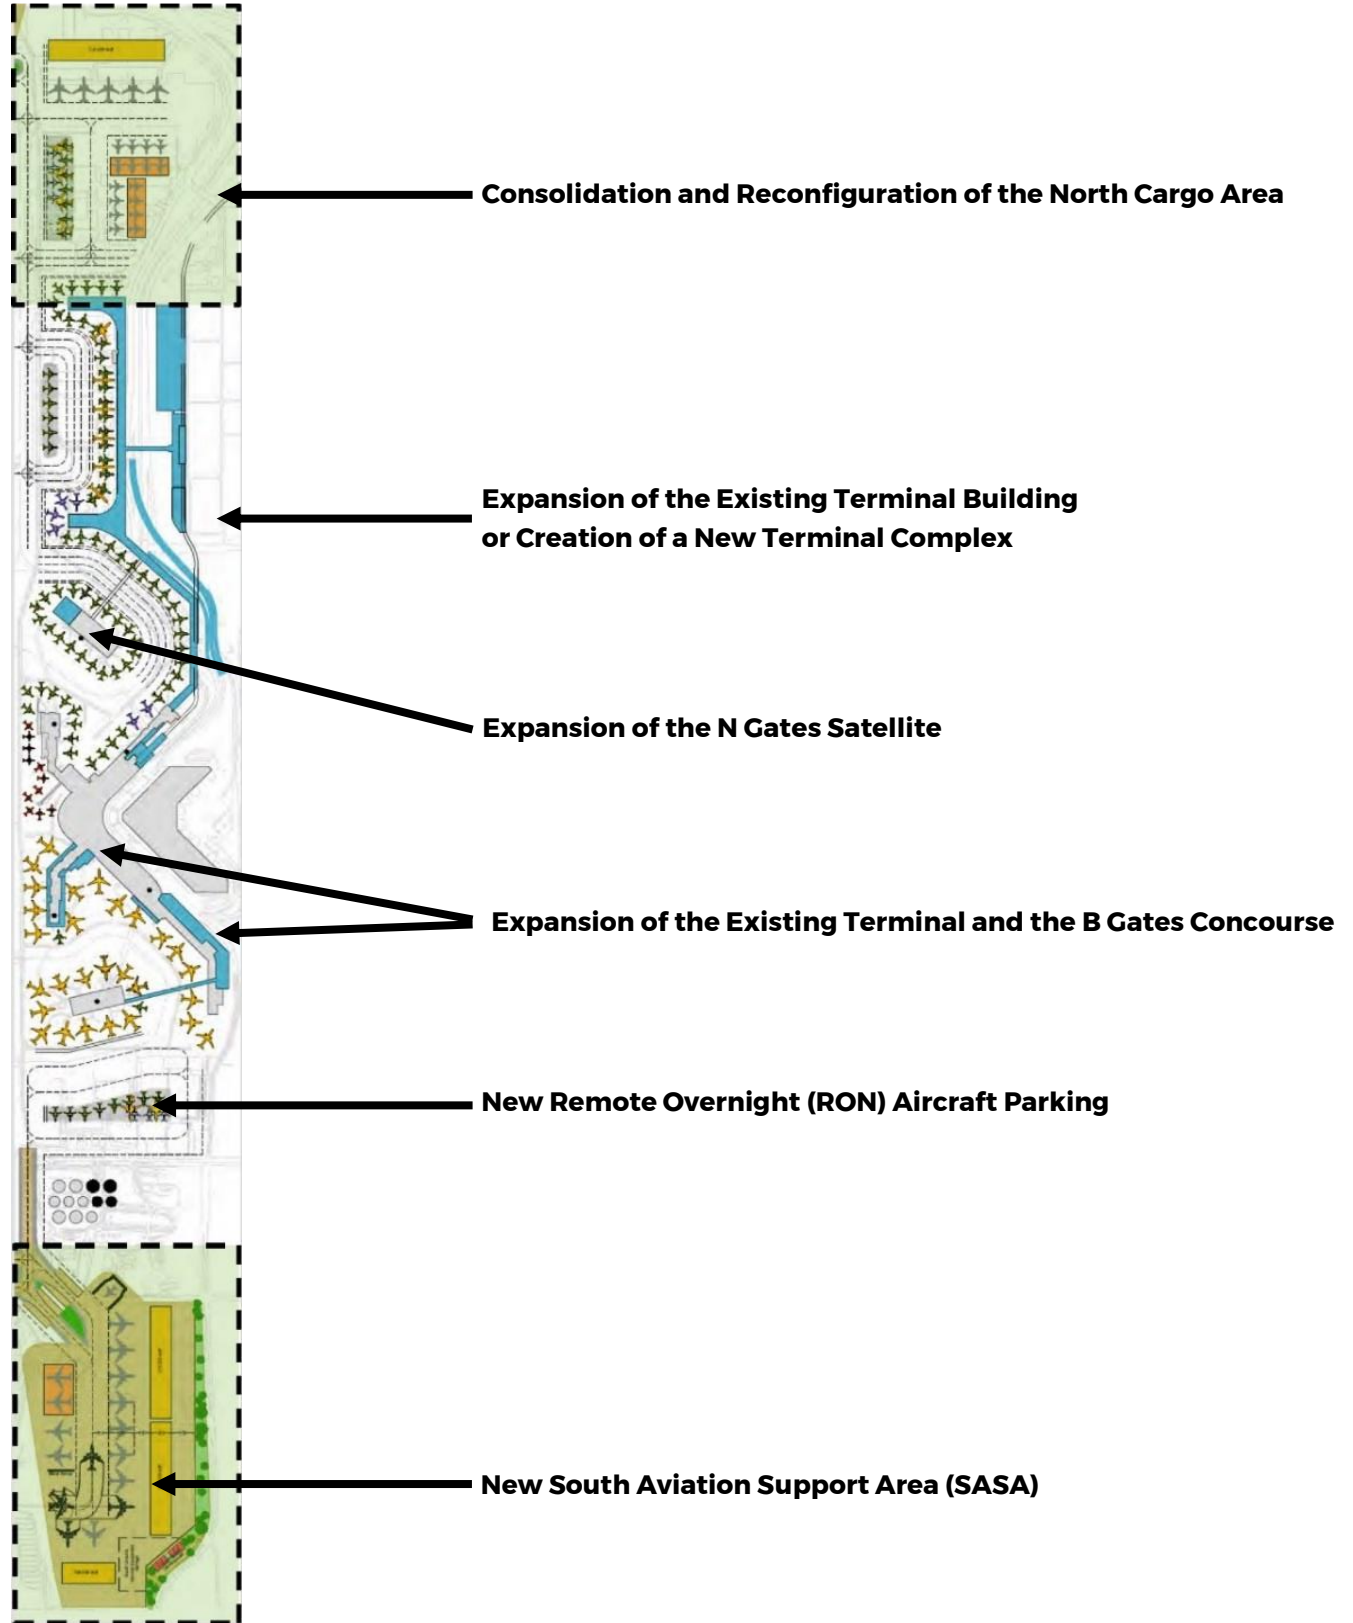 Consolidation and Reconfiguration of the North Cargo Area
Expansion of the Existing Terminal Building
or Creation of a New Terminal Complex
Expansion of the N Gates Satellite
Expansion of the Existing Terminal and the B Gates Concourse
New Remote Overnight (RON) Aircraft Parking
New South Aviation Support Area (SASA)